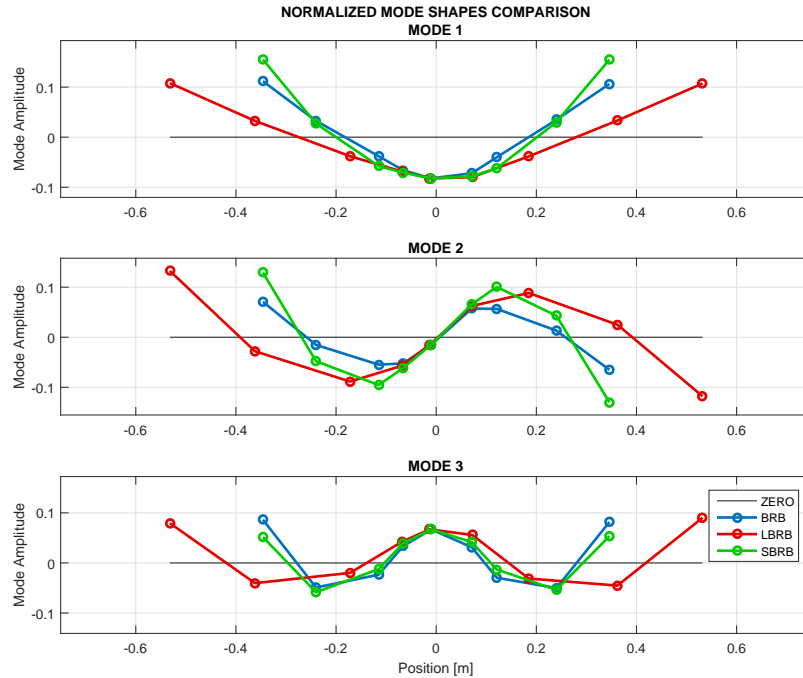 NORMALIZED MODE SHAPES COMPARISON
MODE 1
Mode Amplitude
0.1
0
-0.1
-0.6 -0.4 -0.2 0 0.2 0.4 0.6
MODE 2
Mode Amplitude
0.1
0
-0.1
-0.6 -0.4 -0.2 0 0.2 0.4 0.6
MODE 3
Mode Amplitude
0.1
0
-0.1
ZERO
BRB
LBRB
SBRB
-0.6 -0.4 -0.2 0 0.2 0.4 0.6
Position [m]